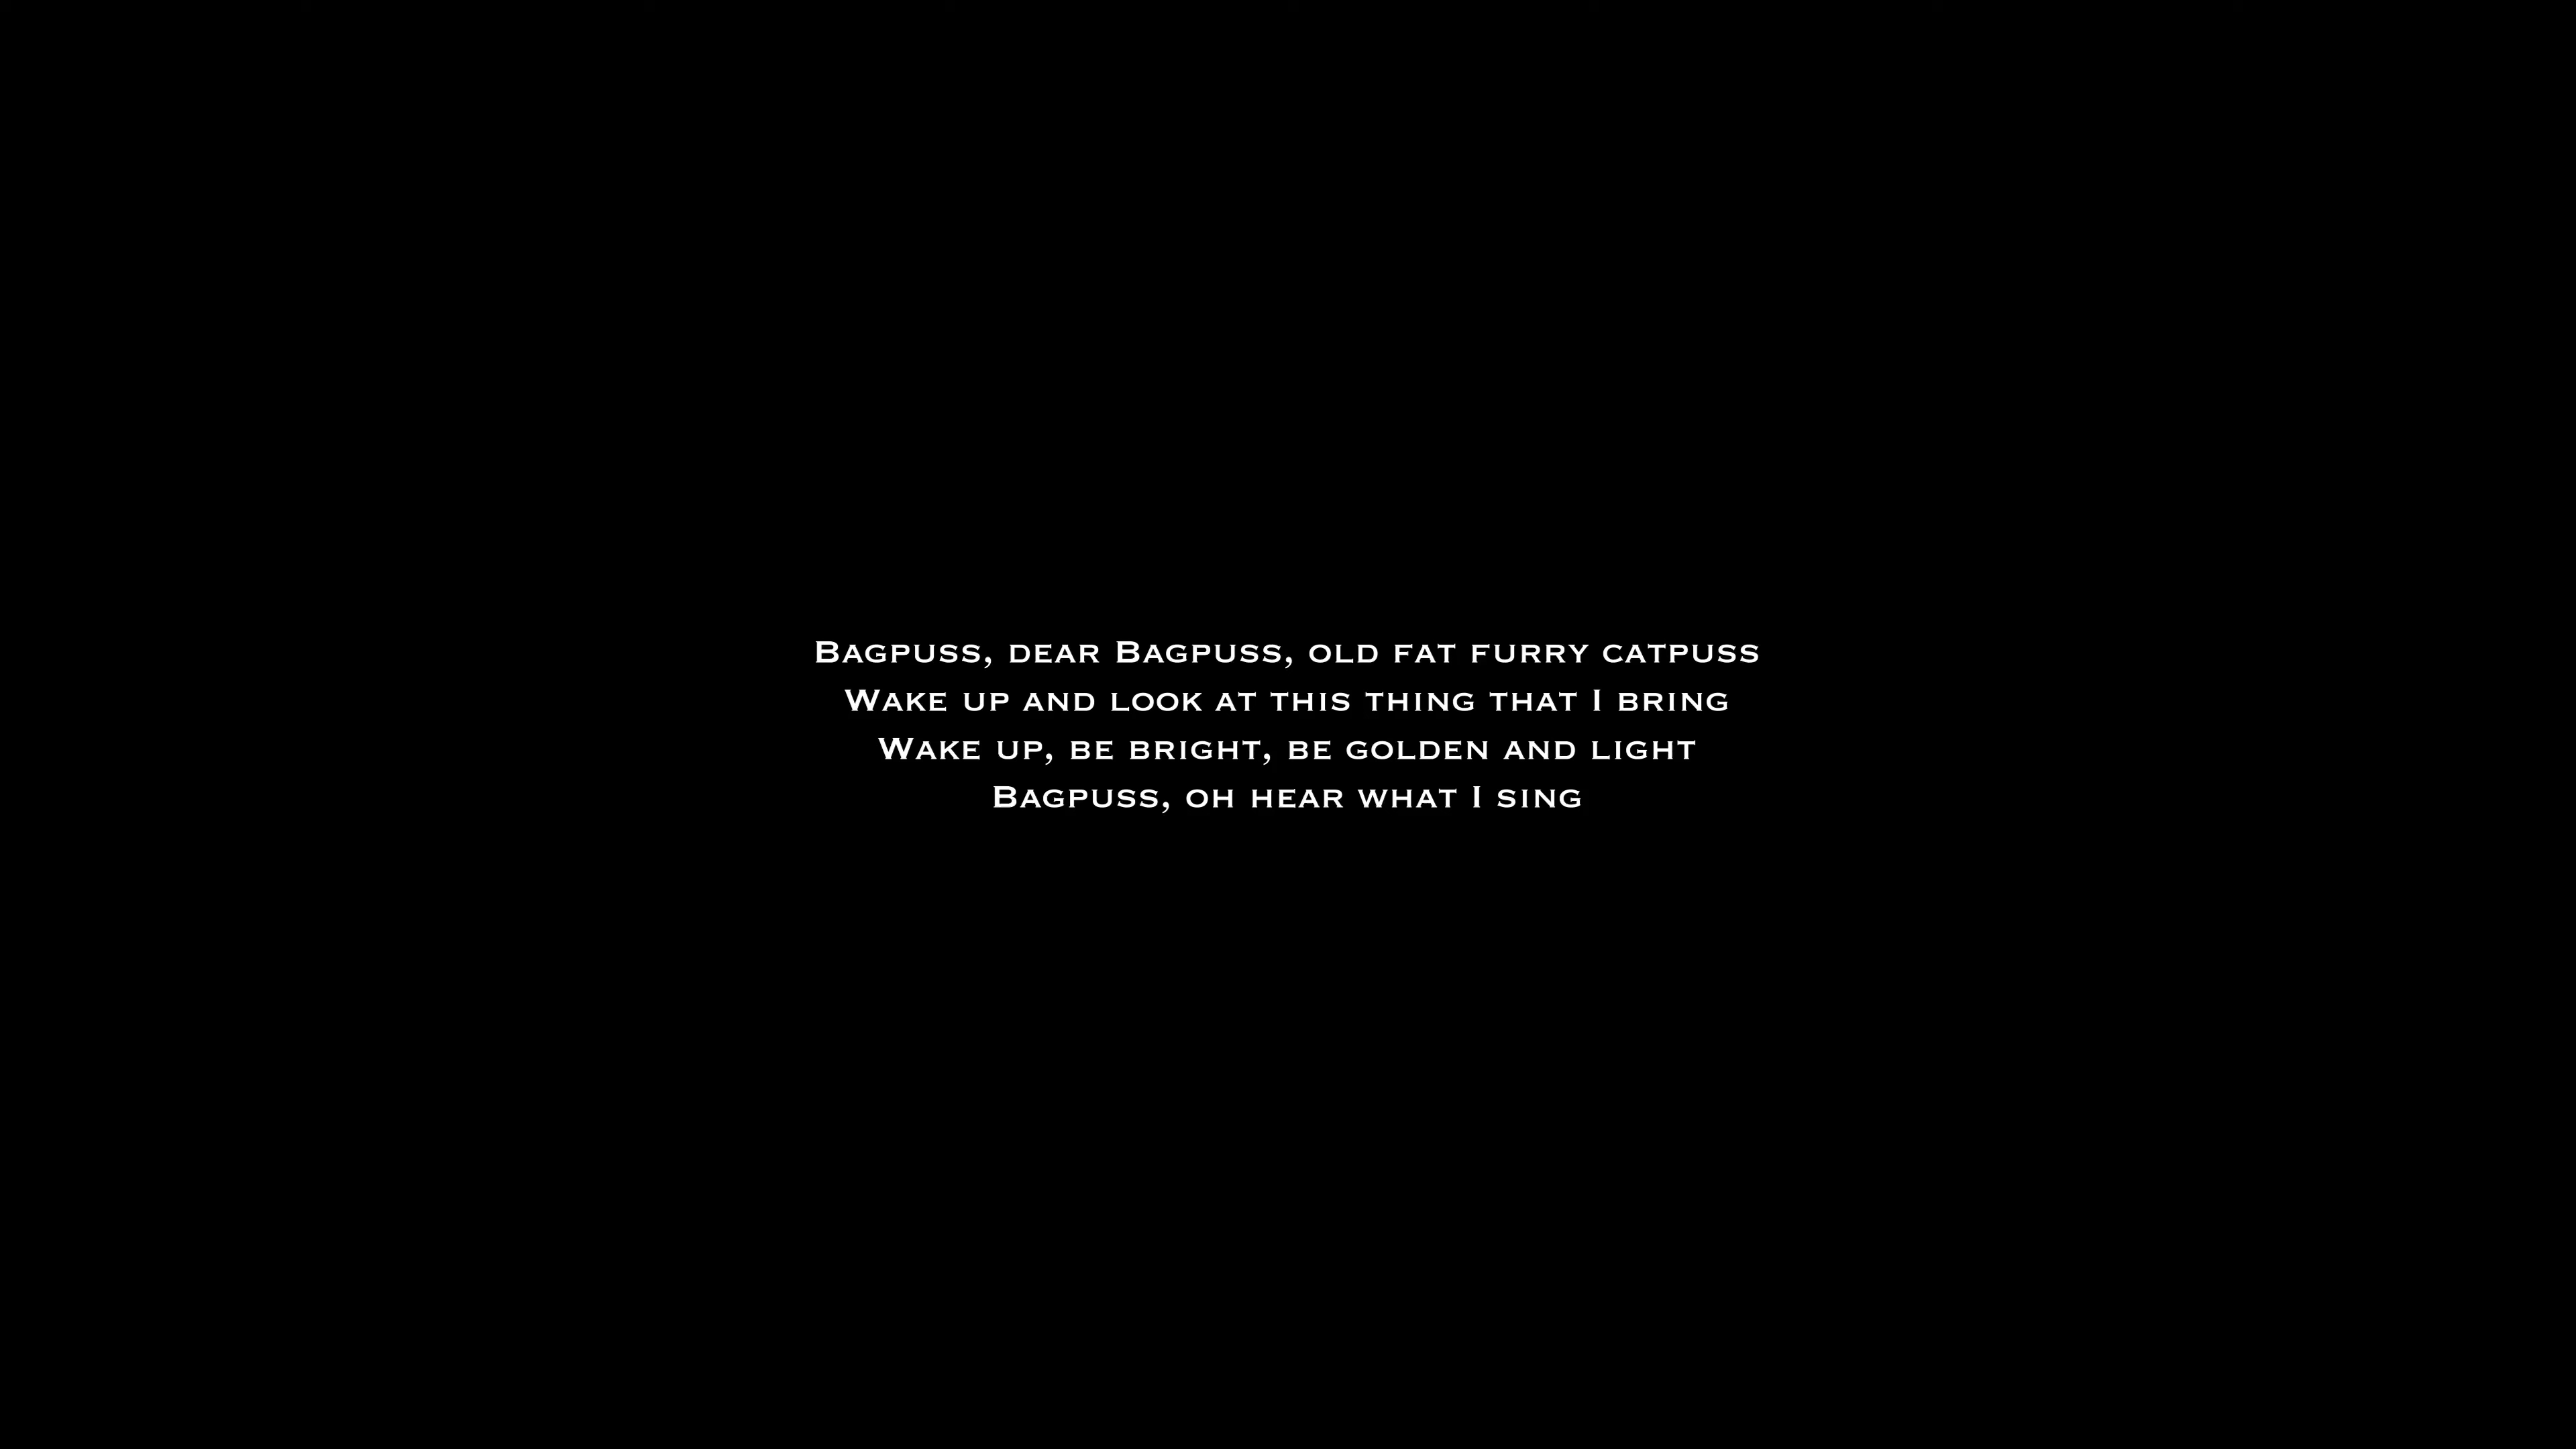 Bagpuss, dear Bagpuss, old fat furry catpuss
Wake up and look at this thing that I bring
Wake up, be bright, be golden and light
Bagpuss, oh hear what I sing